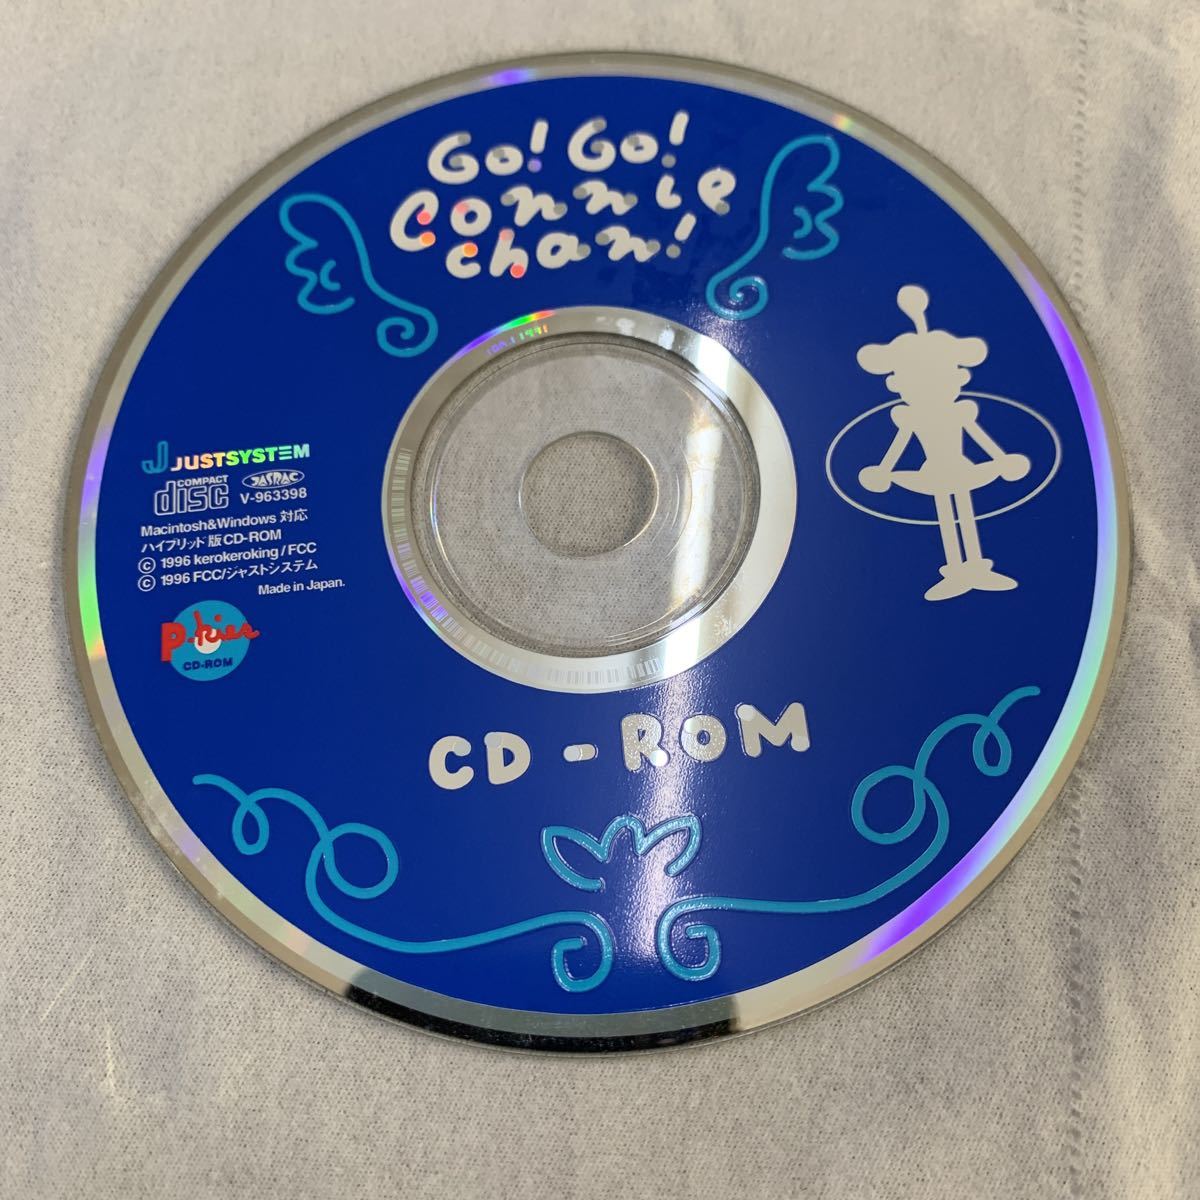 Go! Go!
Connie
chan!
JUSTSYSTEM
COMPACT
disc
JASRAC
V-963398
Macintosh&Windows 対応
ハイブリッド版CD-ROM
© 1996 kerokeroking/FCC
© 1996 FCC/ジャストシステム
Made in Japan.
P.kies
CD-ROM
CD-ROM